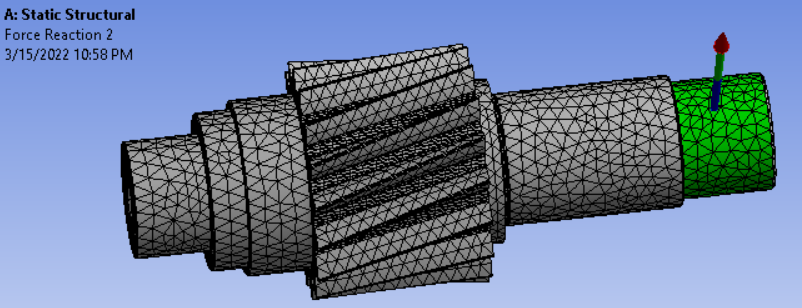 A: Static Structural
Force Reaction 2
3/15/2022 10:58 PM